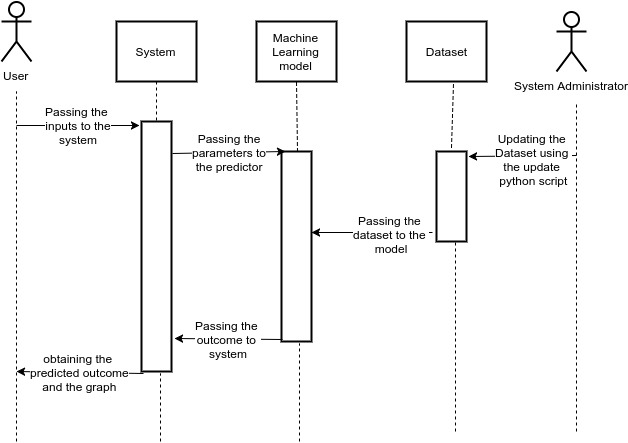 User
System
Machine
Learning
model
Dataset
System Administrator
Passing the
inputs to the
system
Passing the
parameters to
the predictor
Updating the
Dataset using
the update
python script
Passing the
dataset to the
model
Passing the
outcome to
system
obtaining the
predicted outcome
and the graph